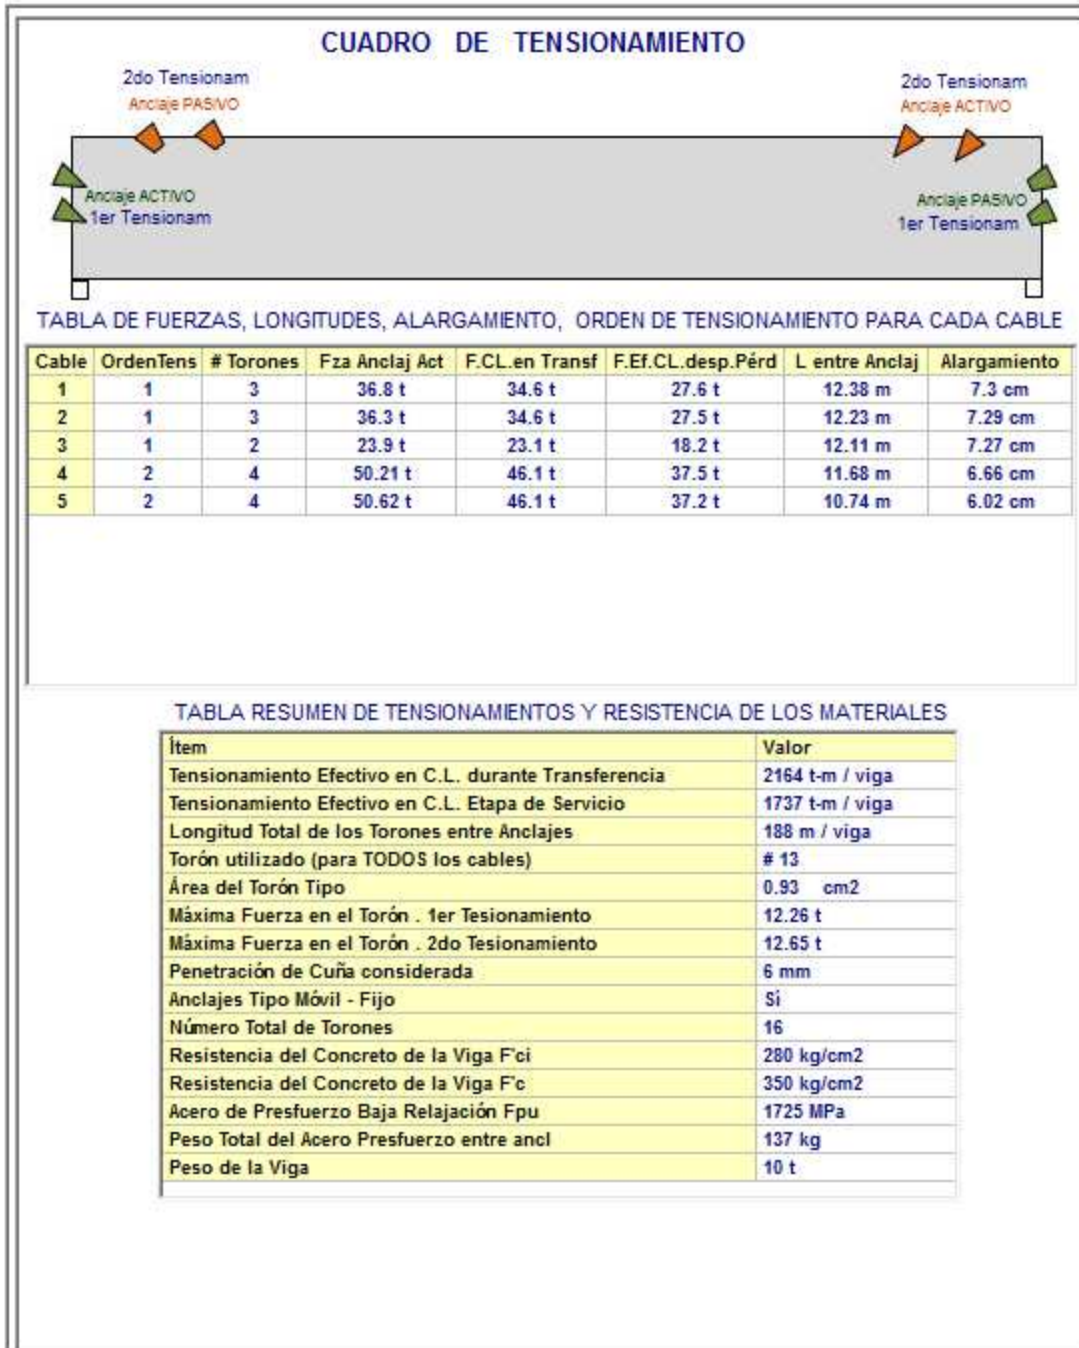 CUADRO DE TENSIONAMIENTO
2do Tensionam
Anclaje PASIVO
2do Tensionam
Anclaje ACTIVO
Anclaje ACTIVO
1er Tensionam
Anclaje PASIVO
1er Tensionam
TABLA DE FUERZAS, LONGITUDES, ALARGAMIENTO, ORDEN DE TENSIONAMIENTO PARA CADA CABLE
Cable OrdenTens # Torones Fza Anclaj Act F.CL.en Transf F.Ef.CL.desp.Pérd L entre Anclaj Alargamiento
1 1 3 36.8 t 34.6 t 27.6 t 12.38 m 7.3 cm
2 1 3 36.3 t 34.6 t 27.5 t 12.23 m 7.29 cm
3 1 2 23.9 t 23.1 t 18.2 t 12.11 m 7.27 cm
4 2 4 50.21 t 46.1 t 37.5 t 11.68 m 6.66 cm
5 2 4 50.62 t 46.1 t 37.2 t 10.74 m 6.02 cm
TABLA RESUMEN DE TENSIONAMIENTOS Y RESISTENCIA DE LOS MATERIALES
Ítem Valor
Tensionamiento Efectivo en C.L. durante Transferencia 2164 t-m / viga
Tensionamiento Efectivo en C.L. Etapa de Servicio 1737 t-m / viga
Longitud Total de los Torones entre Anclajes 188 m / viga
Torón utilizado (para TODOS los cables) # 13
Área del Torón Tipo 0.93 cm2
Máxima Fuerza en el Torón . 1er Tesionamiento 12.26 t
Máxima Fuerza en el Torón . 2do Tesionamiento 12.65 t
Penetración de Cuña considerada 6 mm
Anclajes Tipo Móvil - Fijo Sí
Número Total de Torones 16
Resistencia del Concreto de la Viga F'ci 280 kg/cm2
Resistencia del Concreto de la Viga F'c 350 kg/cm2
Acero de Presfuerzo Baja Relajación Fpu 1725 MPa
Peso Total del Acero Presfuerzo entre ancl 137 kg
Peso de la Viga 10 t